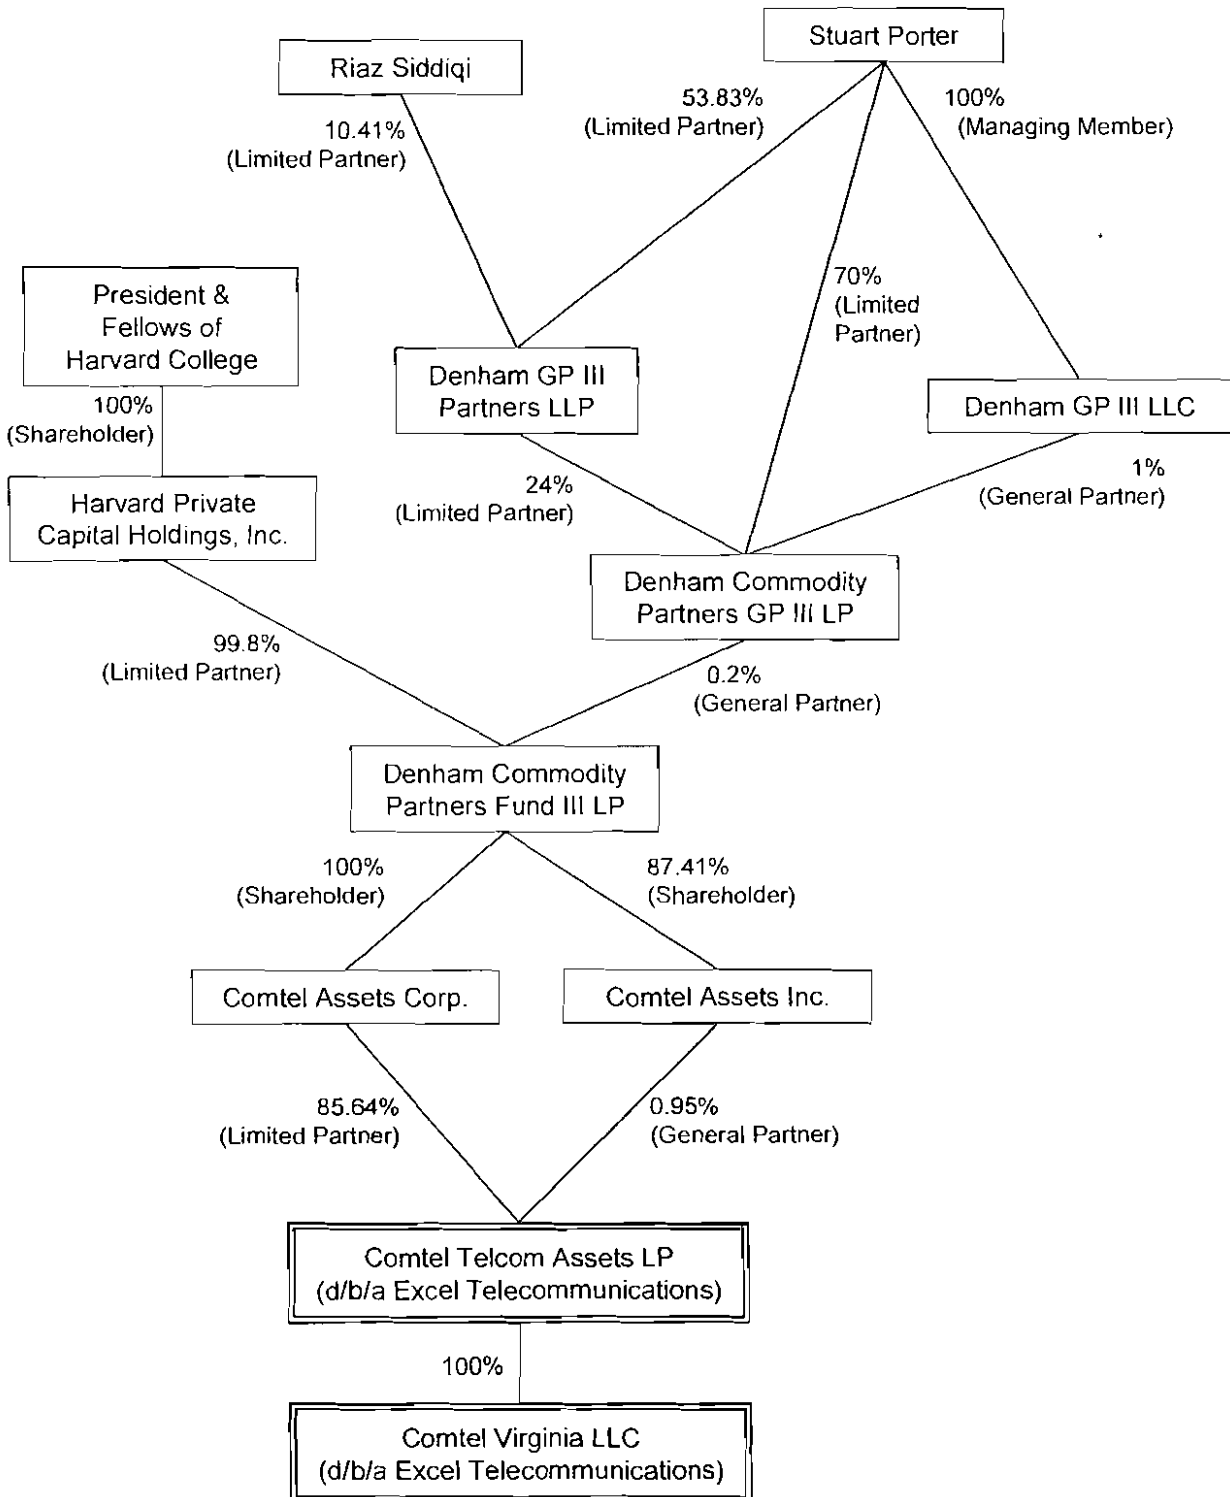 Stuart Porter
Riaz Siddiqi
53.83%
(Limited Partner)
100%
(Managing Member)
10.41%
(Limited Partner)
President &
Fellows of
Harvard College
70%
(Limited
Partner)
Denham GP III
Partners LLP
Denham GP III LLC
100%
(Shareholder)
24%
(Limited Partner)
1%
(General Partner)
Harvard Private
Capital Holdings, Inc.
Denham Commodity
Partners GP III LP
99.8%
(Limited Partner)
0.2%
(General Partner)
Denham Commodity
Partners Fund III LP
100%
(Shareholder)
87.41%
(Shareholder)
Comtel Assets Corp.
Comtel Assets Inc.
85.64%
(Limited Partner)
0.95%
(General Partner)
Comtel Telcom Assets LP
(d/b/a Excel Telecommunications)
100%
Comtel Virginia LLC
(d/b/a Excel Telecommunications)